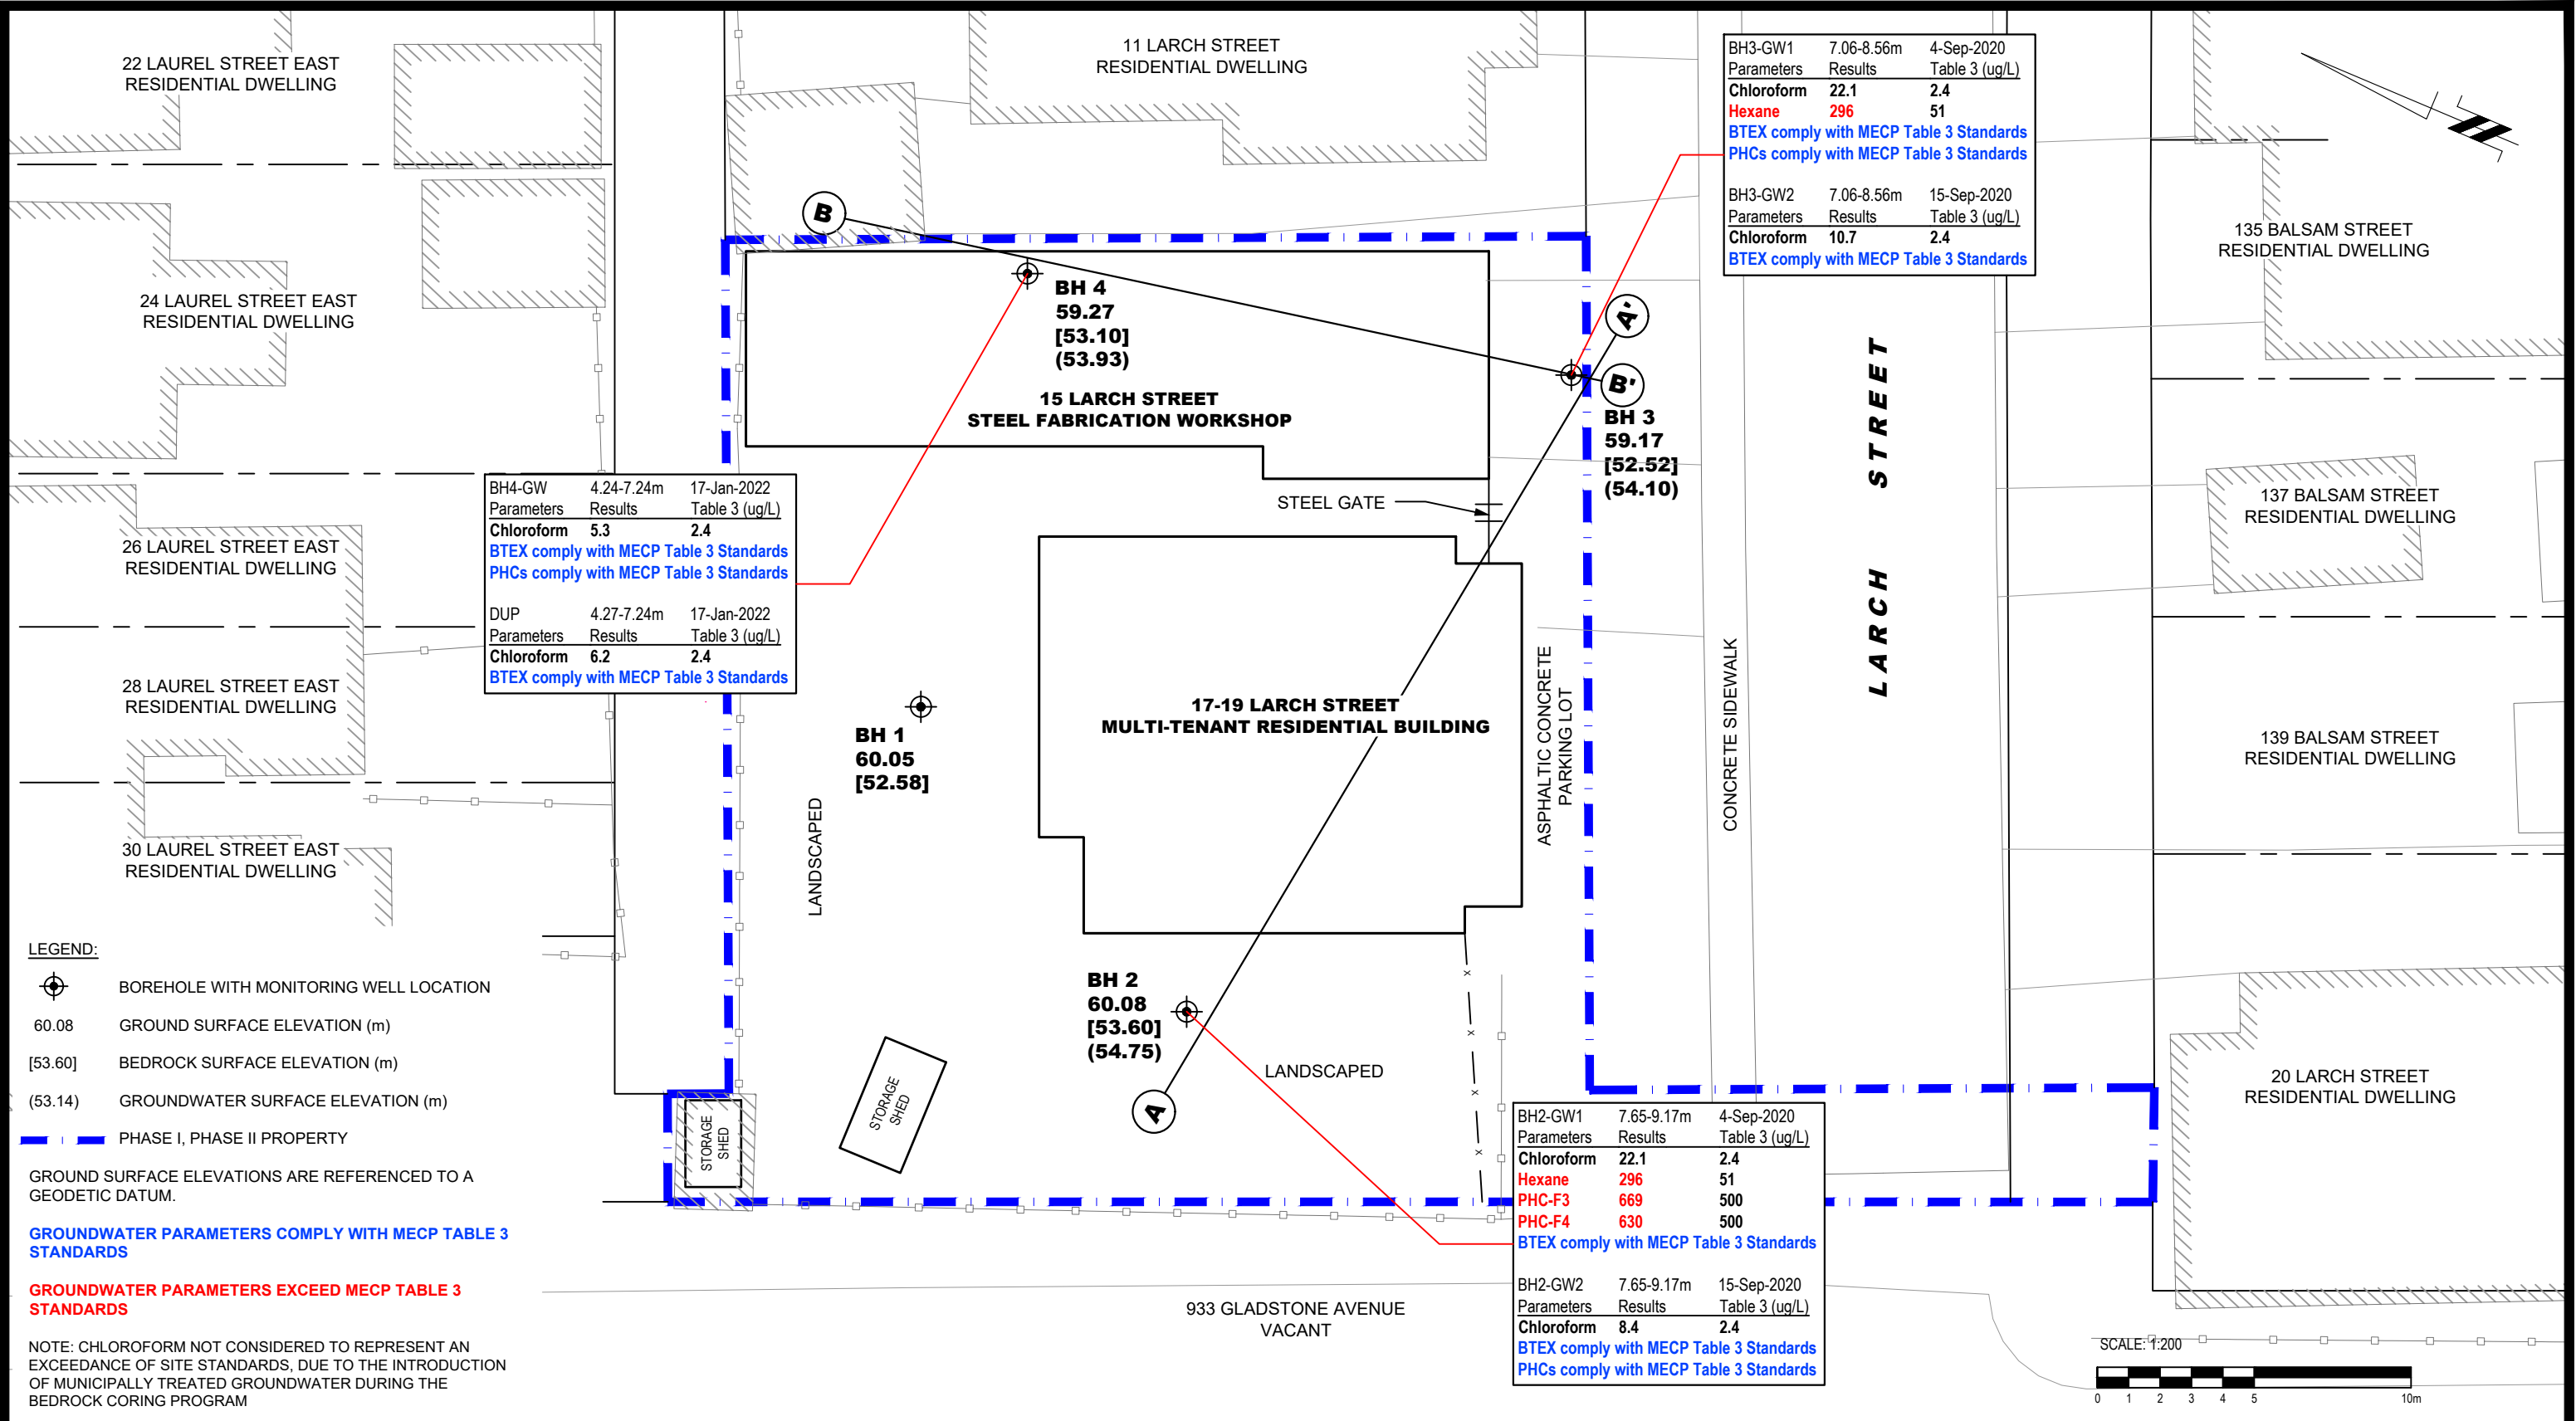 22 LAUREL STREET EAST
RESIDENTIAL DWELLING
11 LARCH STREET
RESIDENTIAL DWELLING
BH3-GW1 7.06-8.56m 4-Sep-2020
Parameters Results Table 3 (ug/L)
Chloroform 22.1 2.4
Hexane 296 51
BTEX comply with MECP Table 3 Standards
PHCs comply with MECP Table 3 Standards
BH3-GW2 7.06-8.56m 15-Sep-2020
Parameters Results Table 3 (ug/L)
Chloroform 10.7 2.4
BTEX comply with MECP Table 3 Standards
135 BALSAM STREET
RESIDENTIAL DWELLING
B
24 LAUREL STREET EAST
RESIDENTIAL DWELLING
BH 4
59.27
[53.10]
(53.93)
A'
B'
15 LARCH STREET
STEEL FABRICATION WORKSHOP
BH 3
59.17
[52.52]
(54.10)
LARCH STREET
STEEL GATE
137 BALSAM STREET
RESIDENTIAL DWELLING
BH4-GW 4.24-7.24m 17-Jan-2022
Parameters Results Table 3 (ug/L)
Chloroform 5.3 2.4
BTEX comply with MECP Table 3 Standards
PHCs comply with MECP Table 3 Standards
DUP 4.27-7.24m 17-Jan-2022
Parameters Results Table 3 (ug/L)
Chloroform 6.2 2.4
BTEX comply with MECP Table 3 Standards
26 LAUREL STREET EAST
RESIDENTIAL DWELLING
28 LAUREL STREET EAST
RESIDENTIAL DWELLING
BH 1
60.05
[52.58]
17-19 LARCH STREET
MULTI-TENANT RESIDENTIAL BUILDING
ASPHALTIC CONCRETE
PARKING LOT
CONCRETE SIDEWALK
139 BALSAM STREET
RESIDENTIAL DWELLING
30 LAUREL STREET EAST
RESIDENTIAL DWELLING
LANDSCAPED
BH 2
60.08
[53.60]
(54.75)
LANDSCAPED
A
STORAGE
SHED
STORAGE
SHED
20 LARCH STREET
RESIDENTIAL DWELLING
BH2-GW1 7.65-9.17m 4-Sep-2020
Parameters Results Table 3 (ug/L)
Chloroform 22.1 2.4
Hexane 296 51
PHC-F3 669 500
PHC-F4 630 500
BTEX comply with MECP Table 3 Standards
BH2-GW2 7.65-9.17m 15-Sep-2020
Parameters Results Table 3 (ug/L)
Chloroform 8.4 2.4
BTEX comply with MECP Table 3 Standards
PHCs comply with MECP Table 3 Standards
933 GLADSTONE AVENUE
VACANT
LEGEND:
BOREHOLE WITH MONITORING WELL LOCATION
60.08 GROUND SURFACE ELEVATION (m)
[53.60] BEDROCK SURFACE ELEVATION (m)
(53.14) GROUNDWATER SURFACE ELEVATION (m)
PHASE I, PHASE II PROPERTY
GROUND SURFACE ELEVATIONS ARE REFERENCED TO A
GEODETIC DATUM.
GROUNDWATER PARAMETERS COMPLY WITH MECP TABLE 3
STANDARDS
GROUNDWATER PARAMETERS EXCEED MECP TABLE 3
STANDARDS
NOTE: CHLOROFORM NOT CONSIDERED TO REPRESENT AN
EXCEEDANCE OF SITE STANDARDS, DUE TO THE INTRODUCTION
OF MUNICIPALLY TREATED GROUNDWATER DURING THE
BEDROCK CORING PROGRAM
SCALE: 1:200
0 1 2 3 4 5 10m